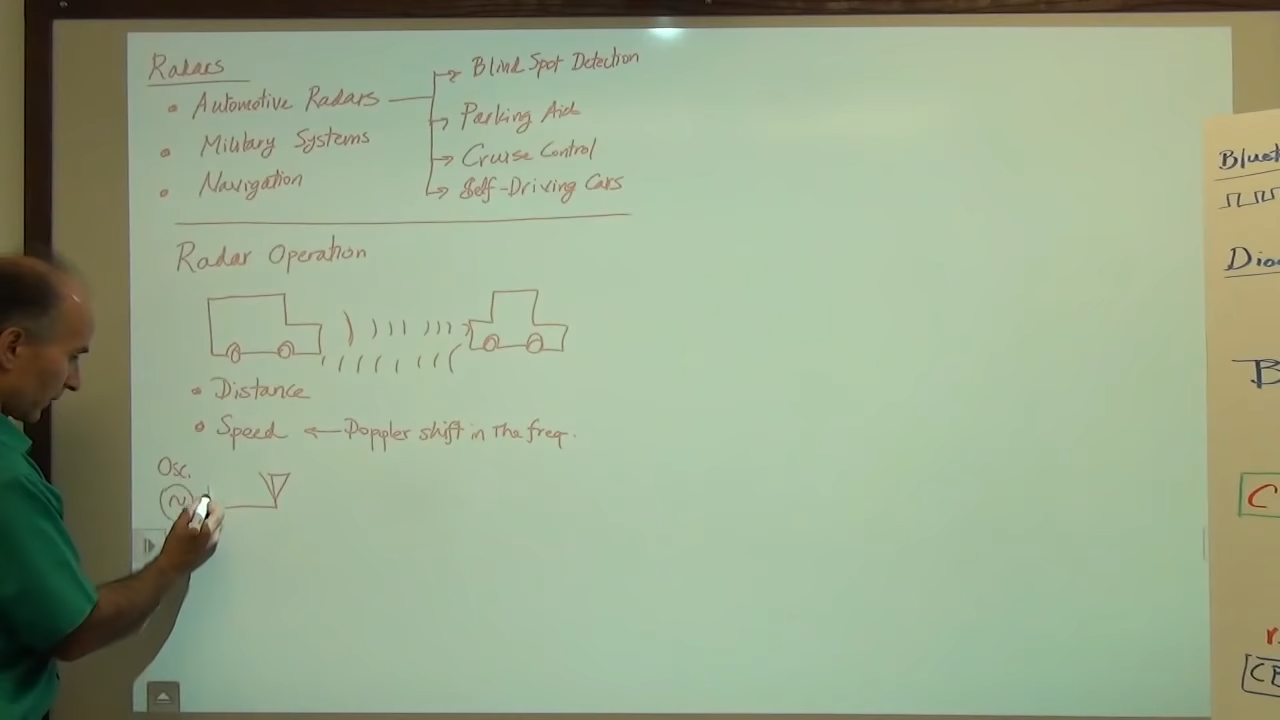 Radars
• Automotive Radars
Blind Spot Detection
Parking Aid
Cruise Control
Self-Driving Cars
• Military Systems
• Navigation
Radar Operation
• Distance
• Speed ← Doppler shift in The freq.
Osc.
~